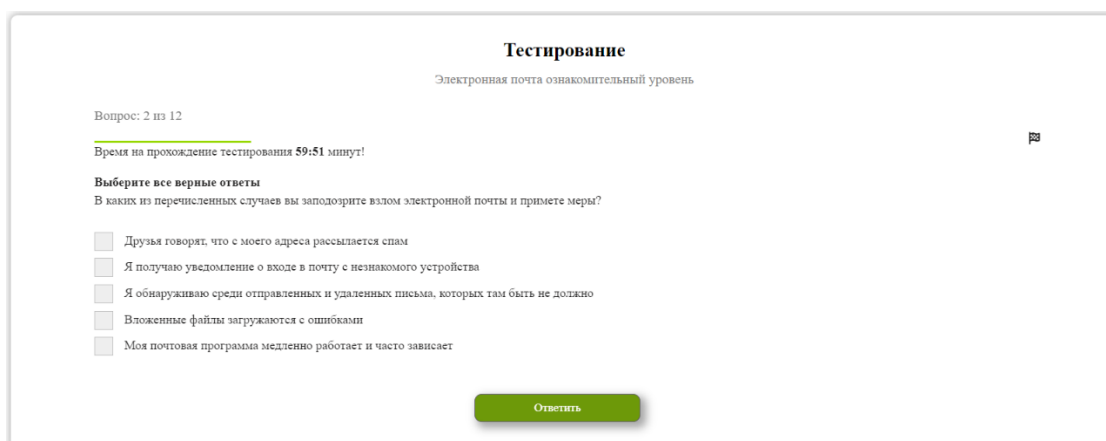 Тестирование
Электронная почта ознакомительный уровень
Вопрос: 2 из 12
Время на прохождение тестирования 59:51 минут!
Выберите все верные ответы
В каких из перечисленных случаев вы заподозрите взлом электронной почты и примете меры?
Друзья говорят, что с моего адреса рассылается спам
Я получаю уведомление о входе в почту с незнакомого устройства
Я обнаруживаю среди отправленных и удаленных письма, которых там быть не должно
Вложенные файлы загружаются с ошибками
Моя почтовая программа медленно работает и часто зависает
Ответить